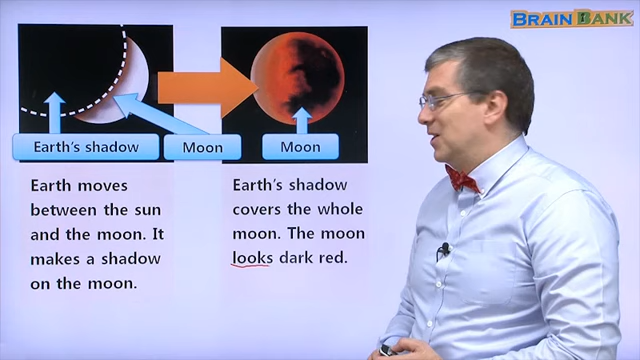 BRAIN BANK
Earth's shadow
Moon
Moon
Earth moves
between the sun
and the moon. It
makes a shadow
on the moon.
Earth's shadow
covers the whole
moon. The moon
looks dark red.